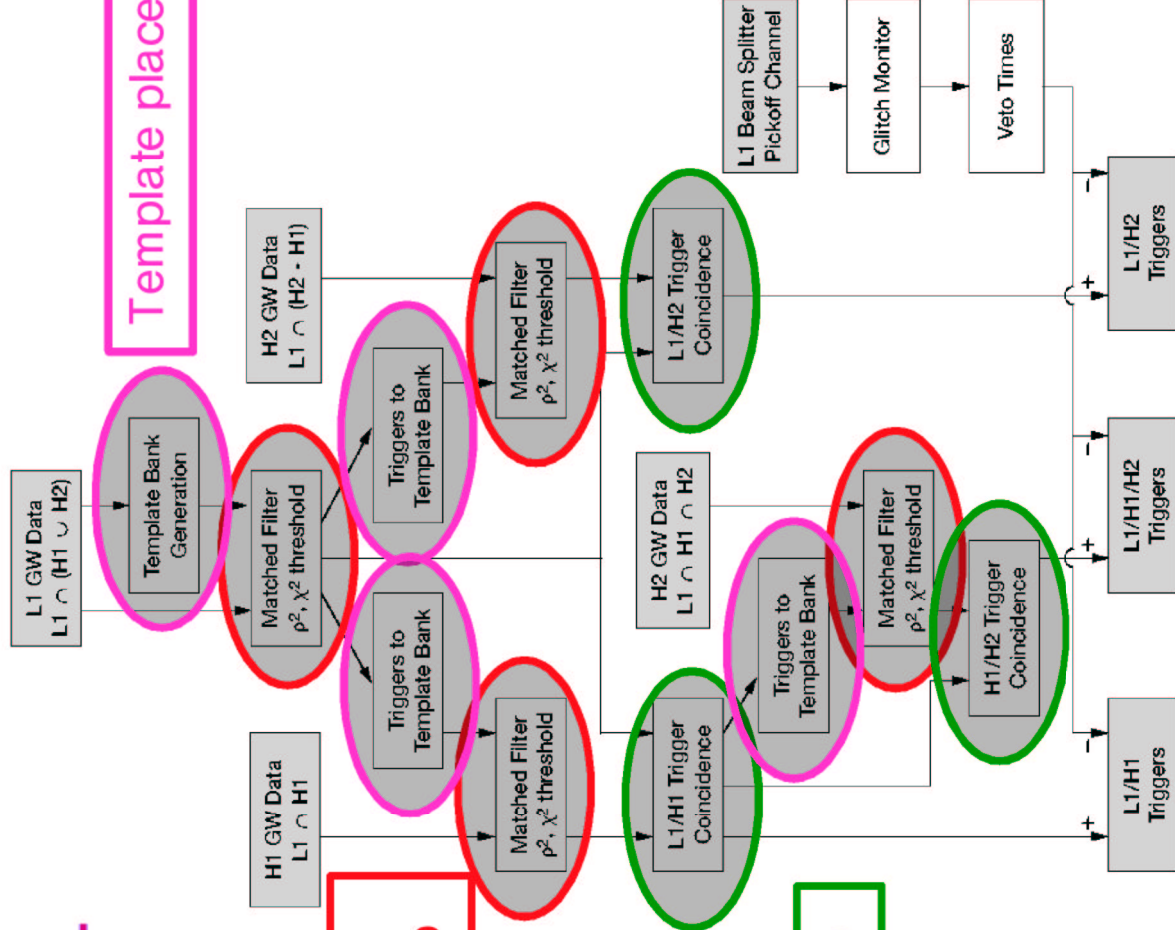 Template place
L1 GW Data
L1 ∩ (H1 ∪ H2)
Template Bank
Generation
Matched Filter
ρ², χ² threshold
H1 GW Data
L1 ∩ H1
Triggers to
Template Bank
Triggers to
Template Bank
H2 GW Data
L1 ∩ (H2 - H1)
Matched Filter
ρ², χ² threshold
Matched Filter
ρ², χ² threshold
L1/H1 Trigger
Coincidence
L1/H2 Trigger
Coincidence
H2 GW Data
L1 ∩ H1 ∩ H2
Triggers to
Template Bank
Matched Filter
ρ², χ² threshold
H1/H2 Trigger
Coincidence
L1 Beam Splitter
Pickoff Channel
Glitch Monitor
Veto Times
+
-
+
-
+
-
L1/H1
Triggers
L1/H1/H2
Triggers
L1/H2
Triggers